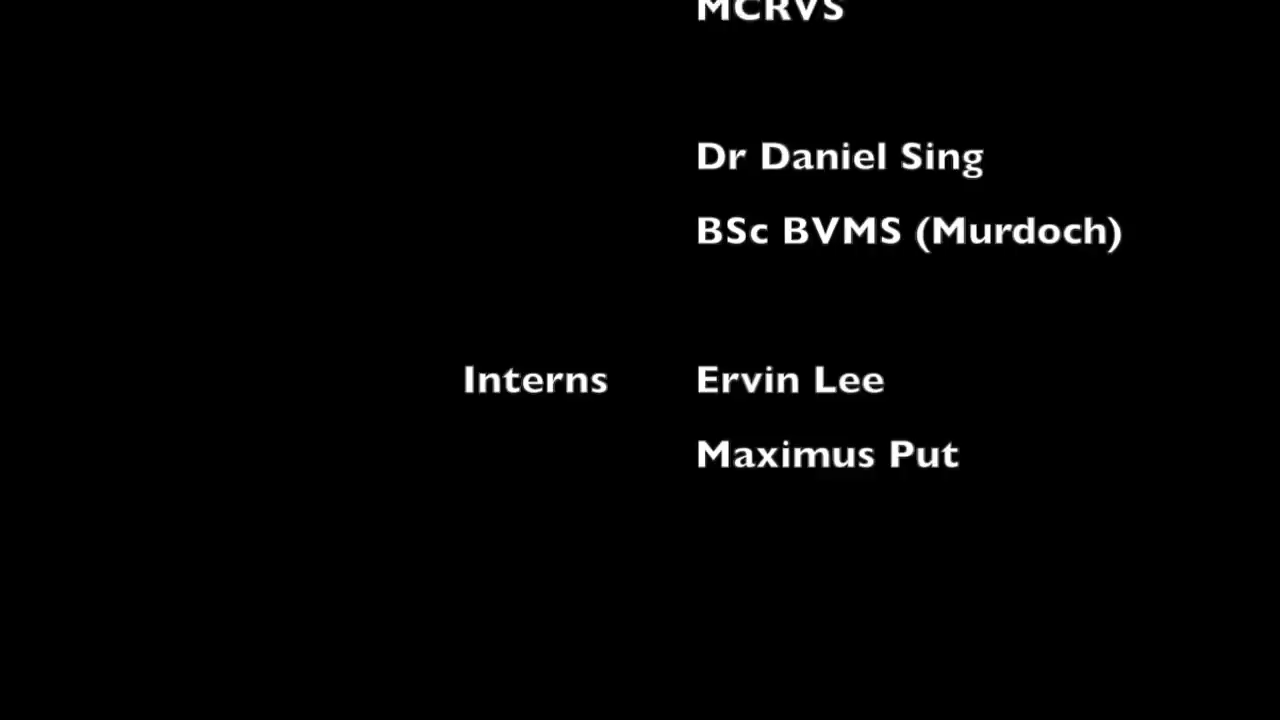 MCRVS
Dr Daniel Sing
BSc BVMS (Murdoch)
Interns Ervin Lee
Maximus Put